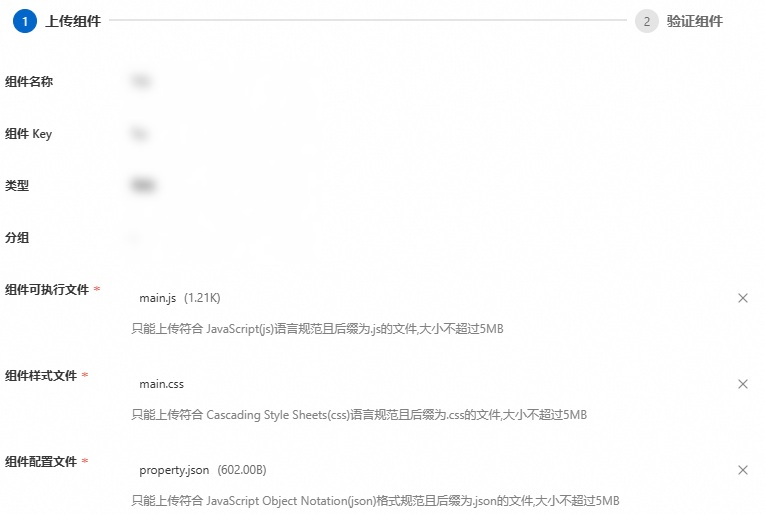 1 上传组件 2 验证组件
组件名称
组件 Key
类型
分组
组件可执行文件 * main.js (1.21K)
只能上传符合 JavaScript(js)语言规范且后缀为.js的文件,大小不超过5MB
组件样式文件 * main.css
只能上传符合 Cascading Style Sheets(css)语言规范且后缀为.css的文件,大小不超过5MB
组件配置文件 * property.json (602.00B)
只能上传符合 JavaScript Object Notation(json)格式规范且后缀为.json的文件,大小不超过5MB